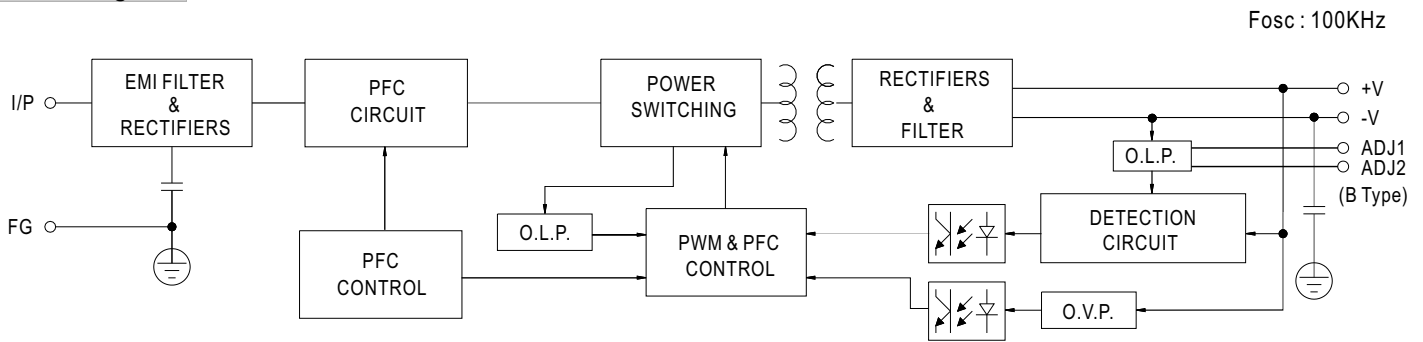 Fosc : 100KHz
I/P
EMI FILTER
&
RECTIFIERS
PFC
CIRCUIT
POWER
SWITCHING
RECTIFIERS
&
FILTER
+V
-V
O.L.P.
ADJ1
ADJ2
(B Type)
FG
O.L.P.
PFC
CONTROL
PWM & PFC
CONTROL
DETECTION
CIRCUIT
O.V.P.